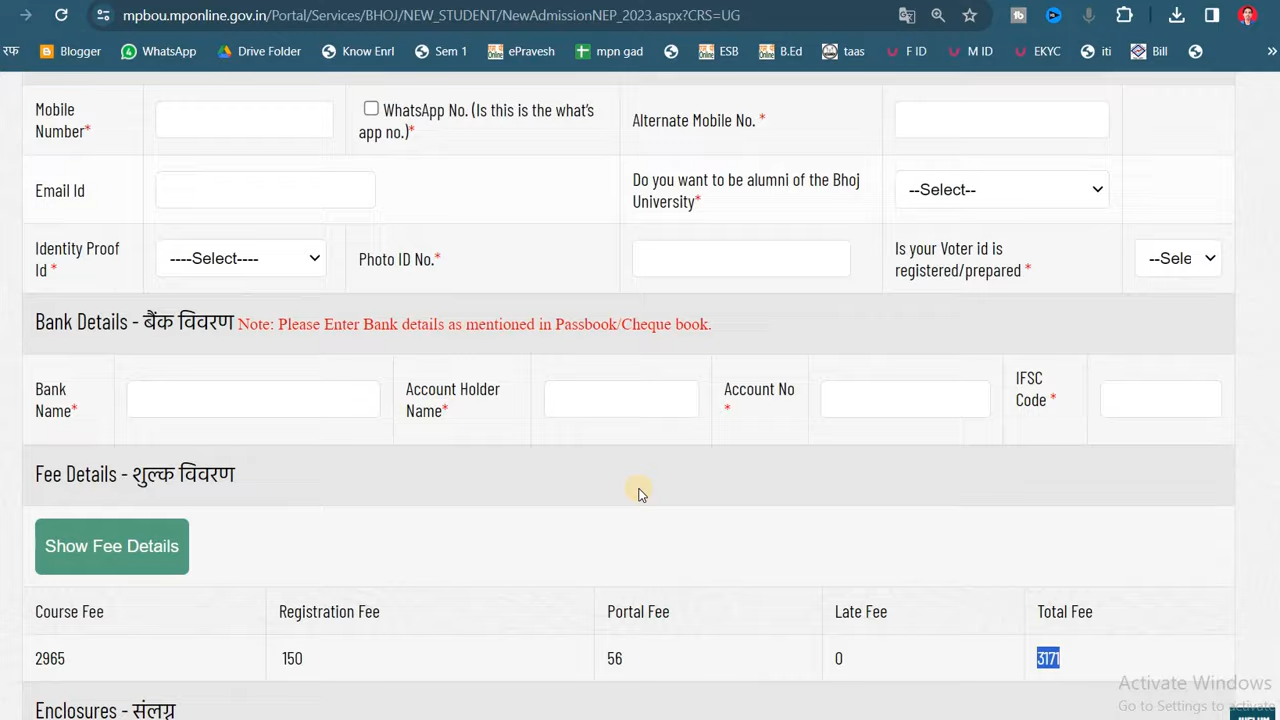 mpbou.mponline.gov.in/Portal/Services/BHOJ/NEW_STUDENT/NewAdmissionNEP_2023.aspx?CRS=UG
Blogger WhatsApp Drive Folder Know Enrl Sem 1 ePravesh mpn gad ESB B.Ed taas F ID M ID EKYC iti Bill »
Mobile Number* WhatsApp No. (Is this is the what's app no.)* Alternate Mobile No. *
Email Id Do you want to be alumni of the Bhoj University* --Select--
Identity Proof Id * ----Select---- Photo ID No.* Is your Voter id is registered/prepared * --Sele
Bank Details - बैंक विवरण Note: Please Enter Bank details as mentioned in Passbook/Cheque book.
Bank Name* Account Holder Name* Account No * IFSC Code *
Fee Details - शुल्क विवरण
Show Fee Details
Course Fee Registration Fee Portal Fee Late Fee Total Fee
2965 150 56 0 3171
Activate Windows
Go to Settings to activate
Enclosures - संलग्न